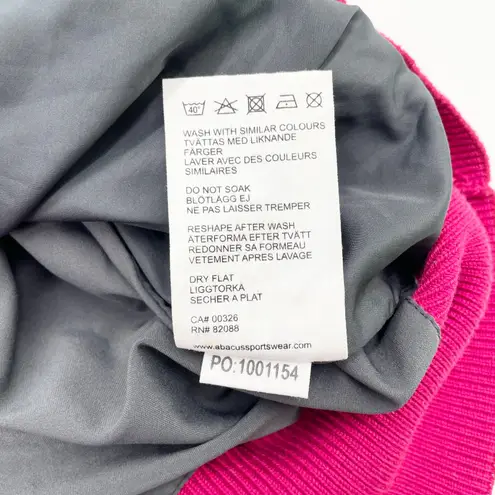 40°
WASH WITH SIMILAR COLOURS
TVÄTTAS MED LIKNANDE
FÄRGER
LAVER AVEC DES COULEURS
SIMILAIRES
DO NOT SOAK
BLÖTLÄGG EJ
NE PAS LAISSER TREMPER
RESHAPE AFTER WASH
ÅTERFORMA EFTER TVÄTT
REDONNER SA FORMEAU
VETEMENT APRES LAVAGE
DRY FLAT
LIGGTORKA
SECHER A PLAT
CA# 00326
RN# 82088
www.abacussportswear.com
PO:1001154